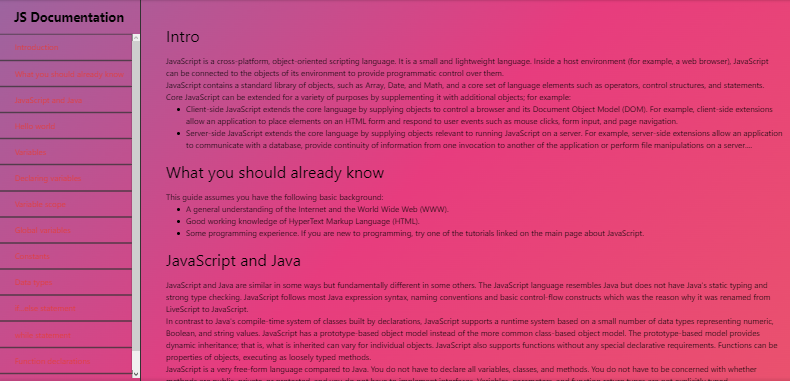 JS Documentation
Intro
JavaScript is a cross-platform, object-oriented scripting language. It is a small and lightweight language. Inside a host environment (for example, a web browser), JavaScript
can be connected to the objects of its environment to provide programmatic control over them.
JavaScript contains a standard library of objects, such as Array, Date, and Math, and a core set of language elements such as operators, control structures, and statements.
Core JavaScript can be extended for a variety of purposes by supplementing it with additional objects; for example:
Client-side JavaScript extends the core language by supplying objects to control a browser and its Document Object Model (DOM). For example, client-side extensions
allow an application to place elements on an HTML form and respond to user events such as mouse clicks, form input, and page navigation.
Server-side JavaScript extends the core language by supplying objects relevant to running JavaScript on a server. For example, server-side extensions allow an application
to communicate with a database, provide continuity of information from one invocation to another of the application or perform file manipulations on a server....
What you should already know
This guide assumes you have the following basic background:
A general understanding of the Internet and the World Wide Web (WWW).
Good working knowledge of HyperText Markup Language (HTML).
Some programming experience. If you are new to programming, try one of the tutorials linked on the main page about JavaScript.
JavaScript and Java
JavaScript and Java are similar in some ways but fundamentally different in some others. The JavaScript language resembles Java but does not have Java's static typing and
strong type checking. JavaScript follows most Java expression syntax, naming conventions and basic control-flow constructs which was the reason why it was renamed from
LiveScript to JavaScript.
In contrast to Java's compile-time system of classes built by declarations, JavaScript supports a runtime system based on a small number of data types representing numeric,
Boolean, and string values. JavaScript has a prototype-based object model instead of the more common class-based object model. The prototype-based model provides
dynamic inheritance; that is, what is inherited can vary for individual objects. JavaScript also supports functions without any special declarative requirements. Functions can be
properties of objects, executing as loosely typed methods.
JavaScript is a very free-form language compared to Java. You do not have to declare all variables, classes, and methods. You do not have to be concerned with whether